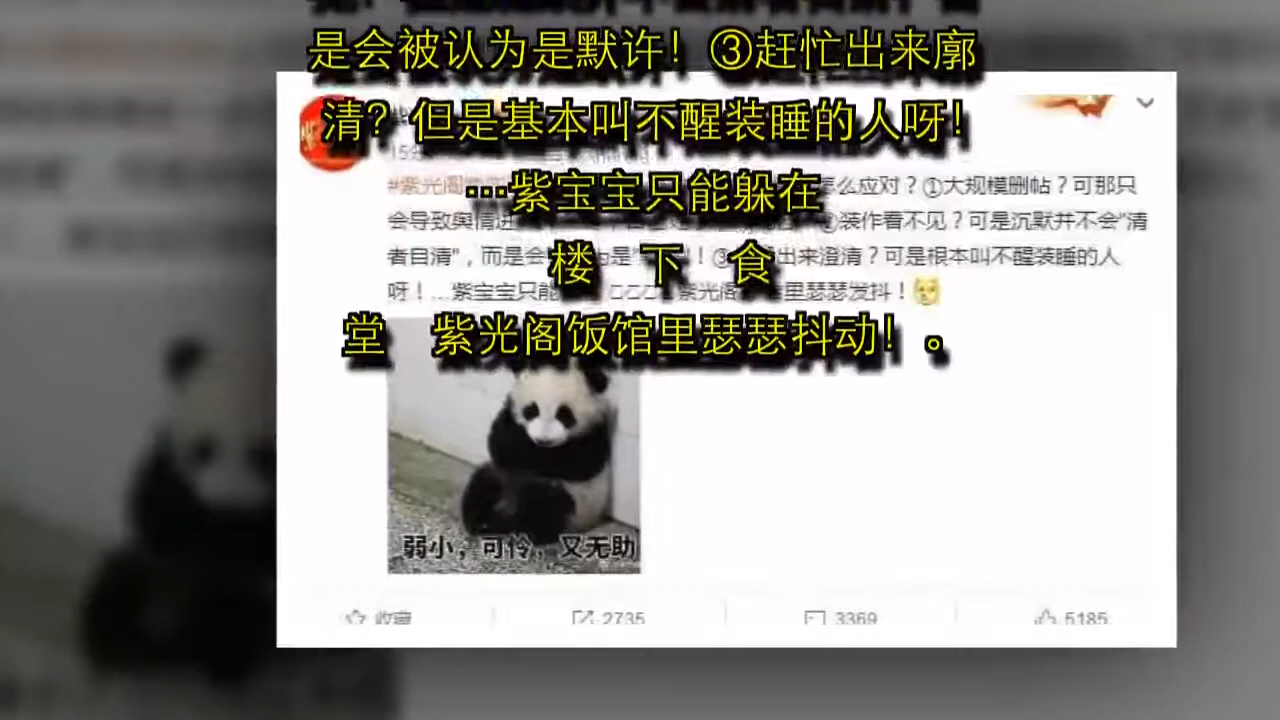 是会被认为是默许！③赶忙出来廓
清？但是基本叫不醒装睡的人呀！
…紫宝宝只能躲在
楼 下 食
堂 紫光阁饭馆里瑟瑟抖动！。
#紫光阁
怎么应对？①大规模删帖？可那只
会导致舆情进
装作看不见？可是沉默并不会“清
者自清”，而是会
为是
！③
出来澄清？可是根本叫不醒装睡的人
呀！…紫宝宝只能
紫光阁
里瑟瑟发抖！
弱小，可怜，又无助
收藏
2735
3369
5185